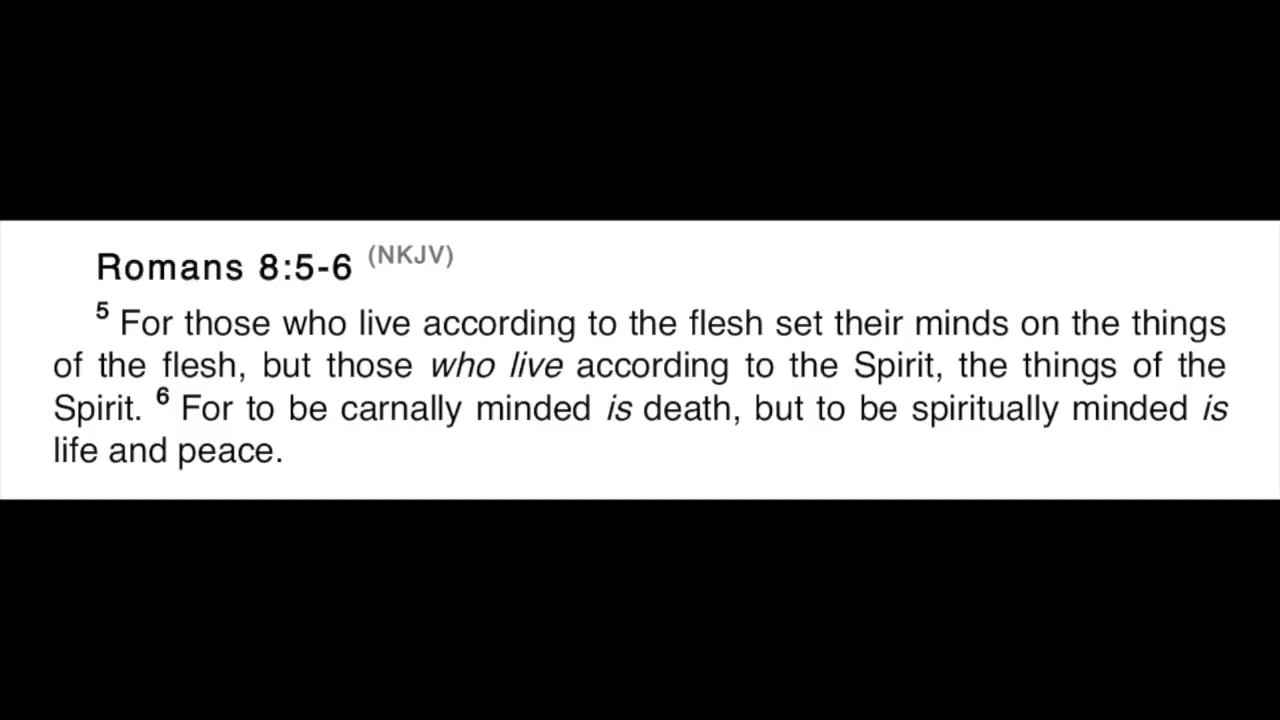 Romans 8:5-6 (NKJV)
5 For those who live according to the flesh set their minds on the things
of the flesh, but those who live according to the Spirit, the things of the
Spirit. 6 For to be carnally minded is death, but to be spiritually minded is
life and peace.